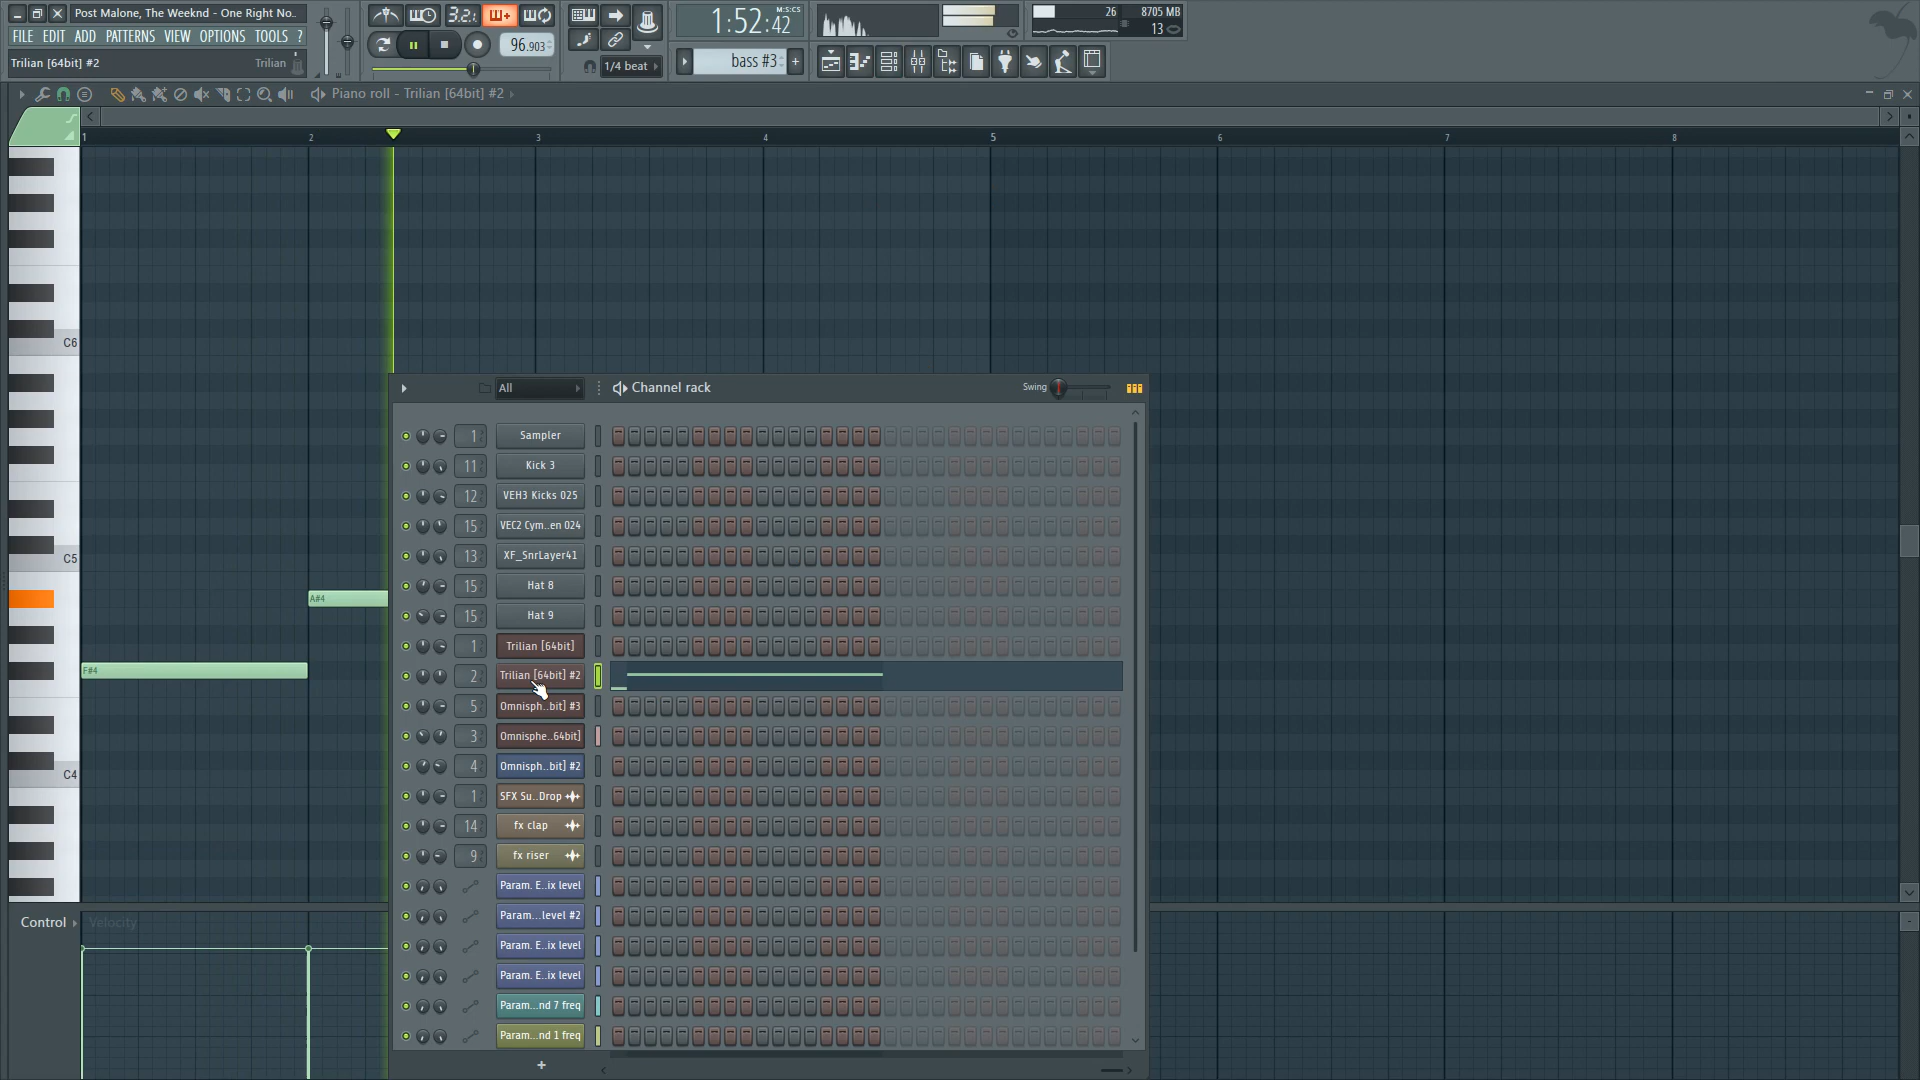 Post Malone, The Weeknd - One Right No..
FILE EDIT ADD PATTERNS VIEW OPTIONS TOOLS ?
Trilian [64bit] #2 Trilian
3.2.
96.903
1/4 beat
1:52:42 M:S:CS
bass #3
26 8705 MB
13
Piano roll - Trilian [64bit] #2
1 2 3 4 5 6 7 8
C6
C5
C4
A#4
F#4
All Channel rack Swing
1 Sampler
11 Kick 3
12 VEH3 Kicks 025
15 VEC2 Cym..en 024
13 XF_SnrLayer41
15 Hat 8
15 Hat 9
1 Trilian [64bit]
2 Trilian [64bit] #2
5 Omnisph..bit] #3
3 Omnisphe..64bit]
4 Omnisph..bit] #2
1 SFX Su..Drop
14 fx clap
9 fx riser
Param. E..ix level
Param...level #2
Param. E..ix level
Param. E..ix level
Param...nd 7 freq
Param...nd 1 freq
Control Velocity